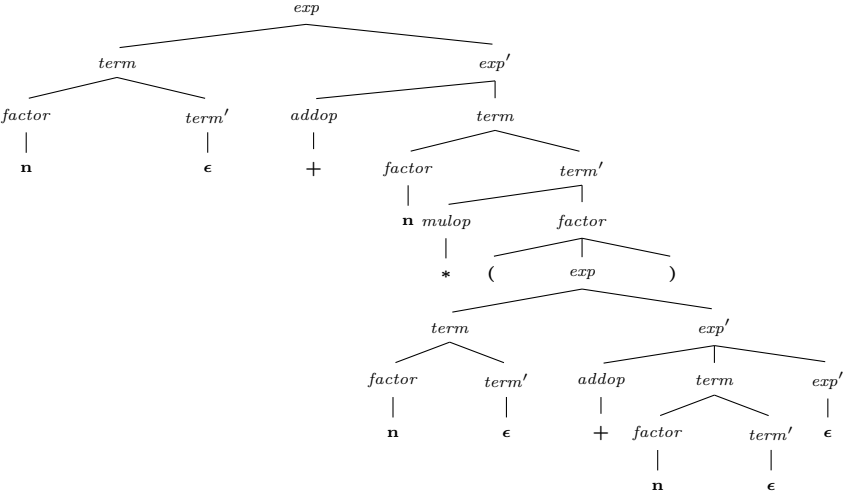 exp
term exp′
factor term′ addop term
n ϵ + factor term′
n mulop factor
* ( exp )
term exp′
factor term′ addop term exp′
n ϵ + factor term′ ϵ
n ϵ